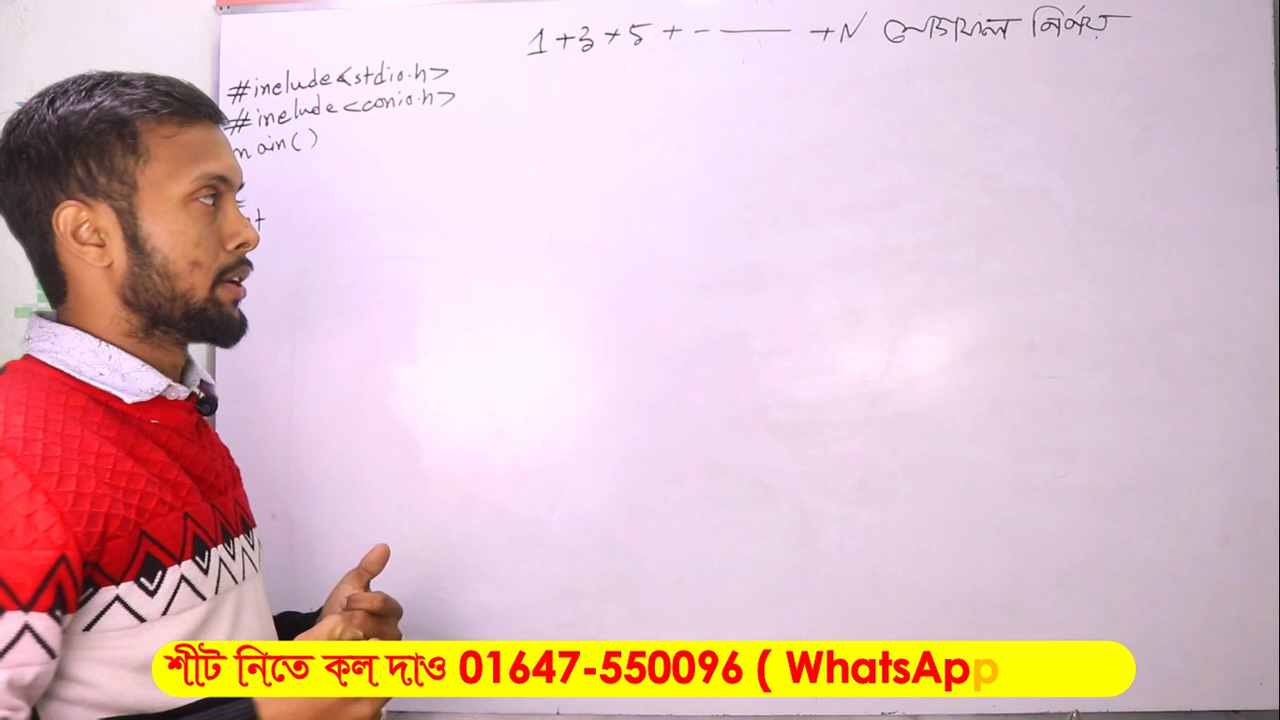 1+3+5+ - —— +N যোগফল নির্ণয়
#include<stdio.h>
#include<conio.h>
main()
শীট নিতে কল দাও 01647-550096 ( WhatsApp